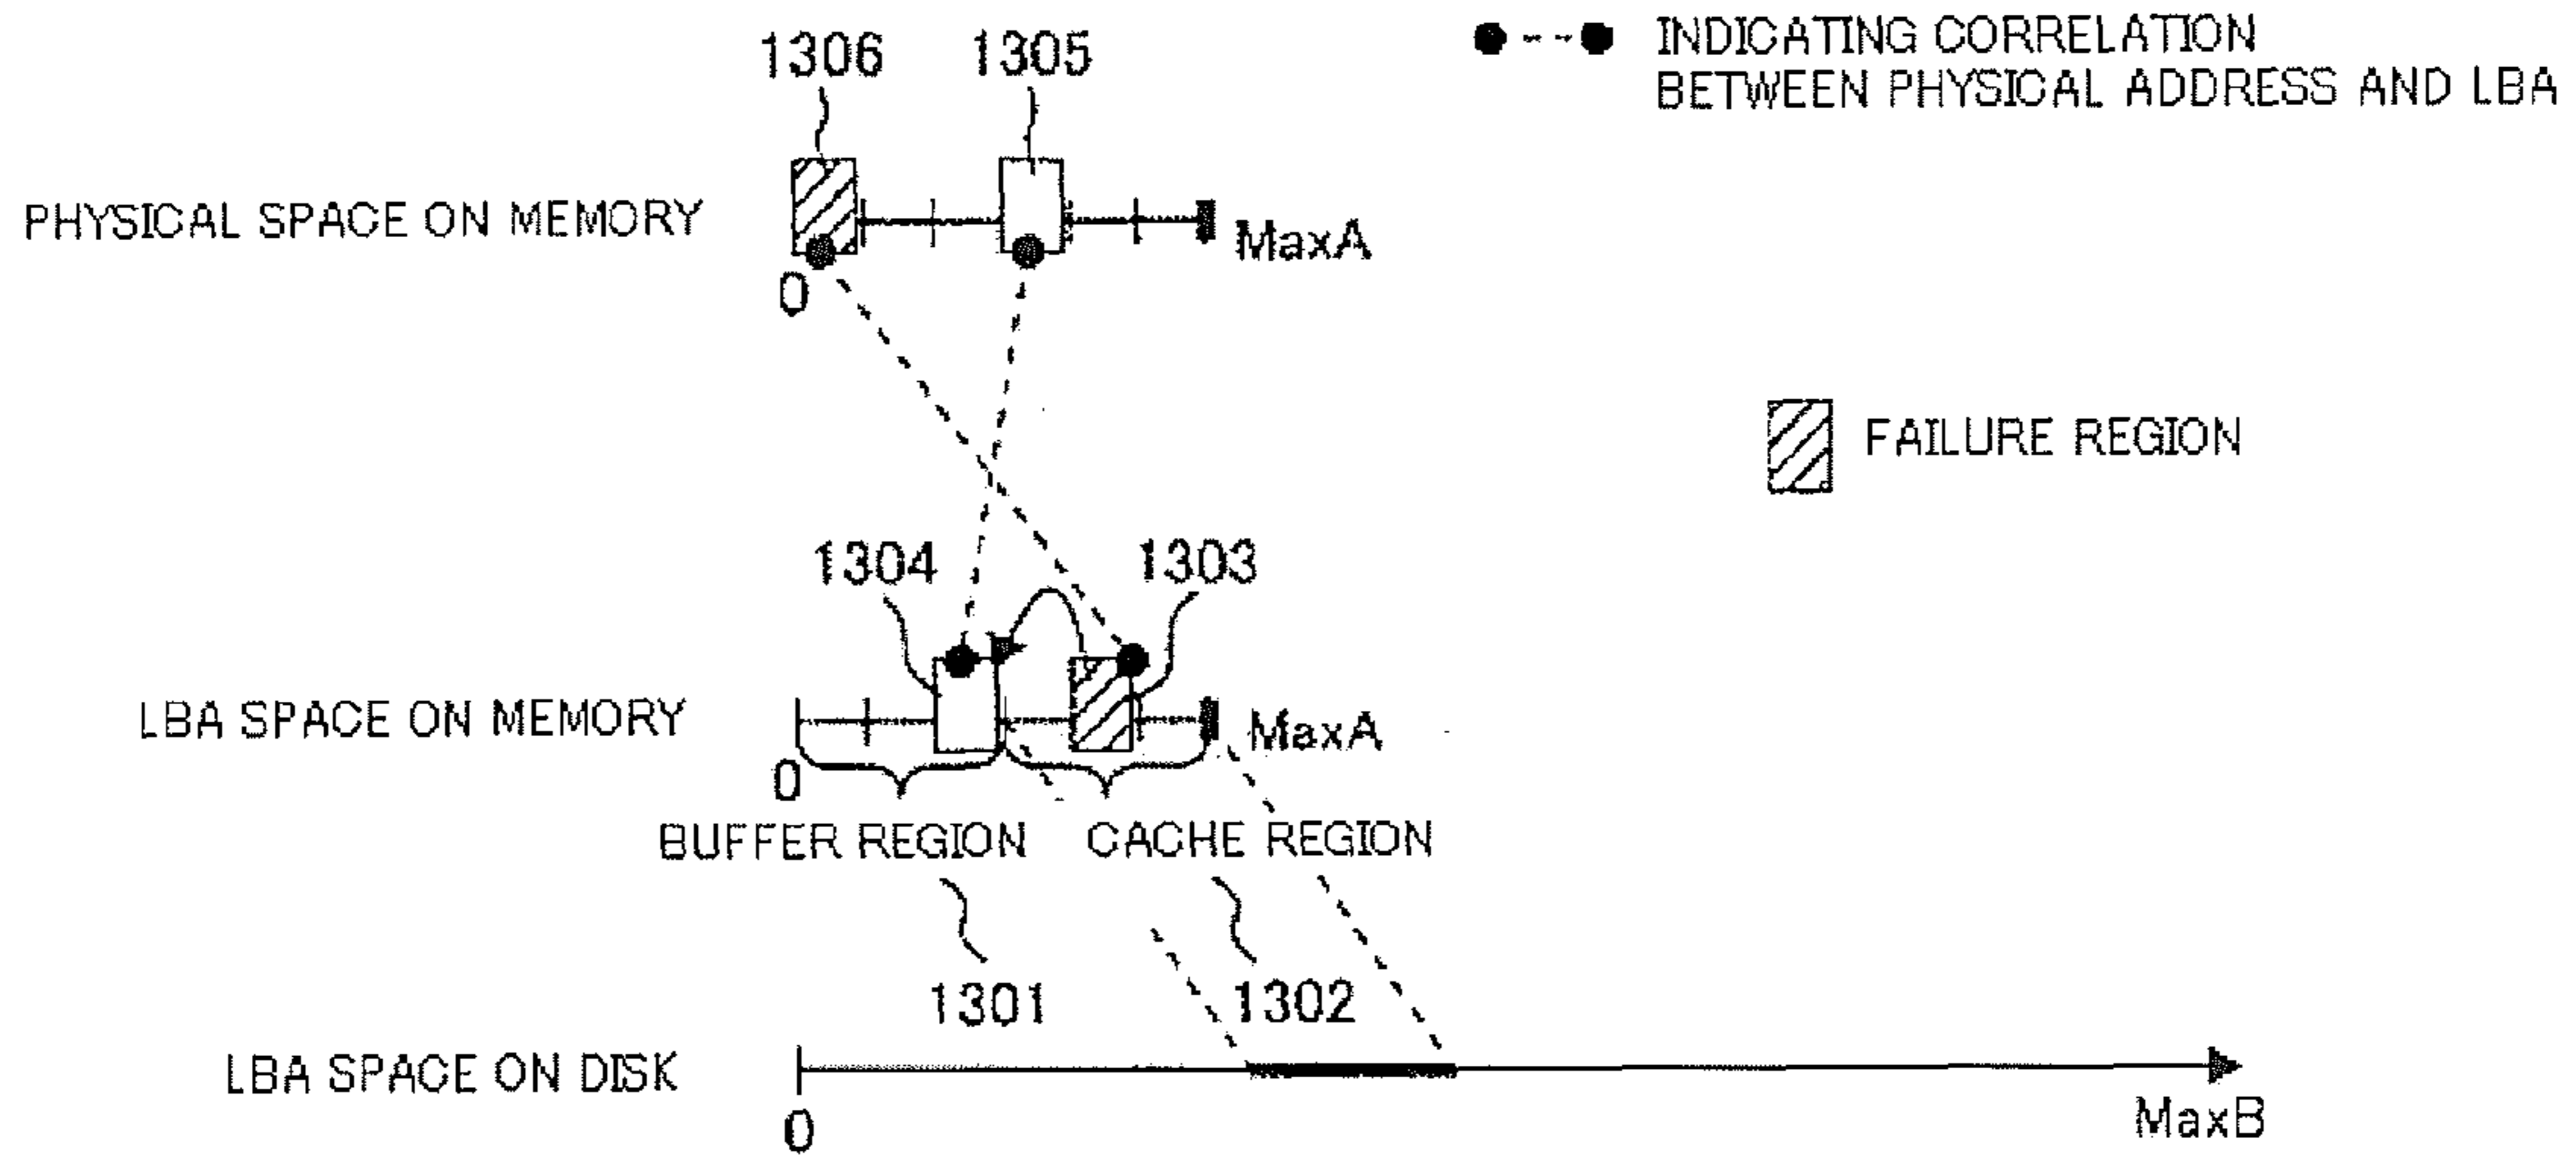 1306 1305
INDICATING CORRELATION
BETWEEN PHYSICAL ADDRESS AND LBA
PHYSICAL SPACE ON MEMORY
MaxA
0
FAILURE REGION
1304 1303
LBA SPACE ON MEMORY
MaxA
0
BUFFER REGION CACHE REGION
1301 1302
LBA SPACE ON DISK
0
MaxB